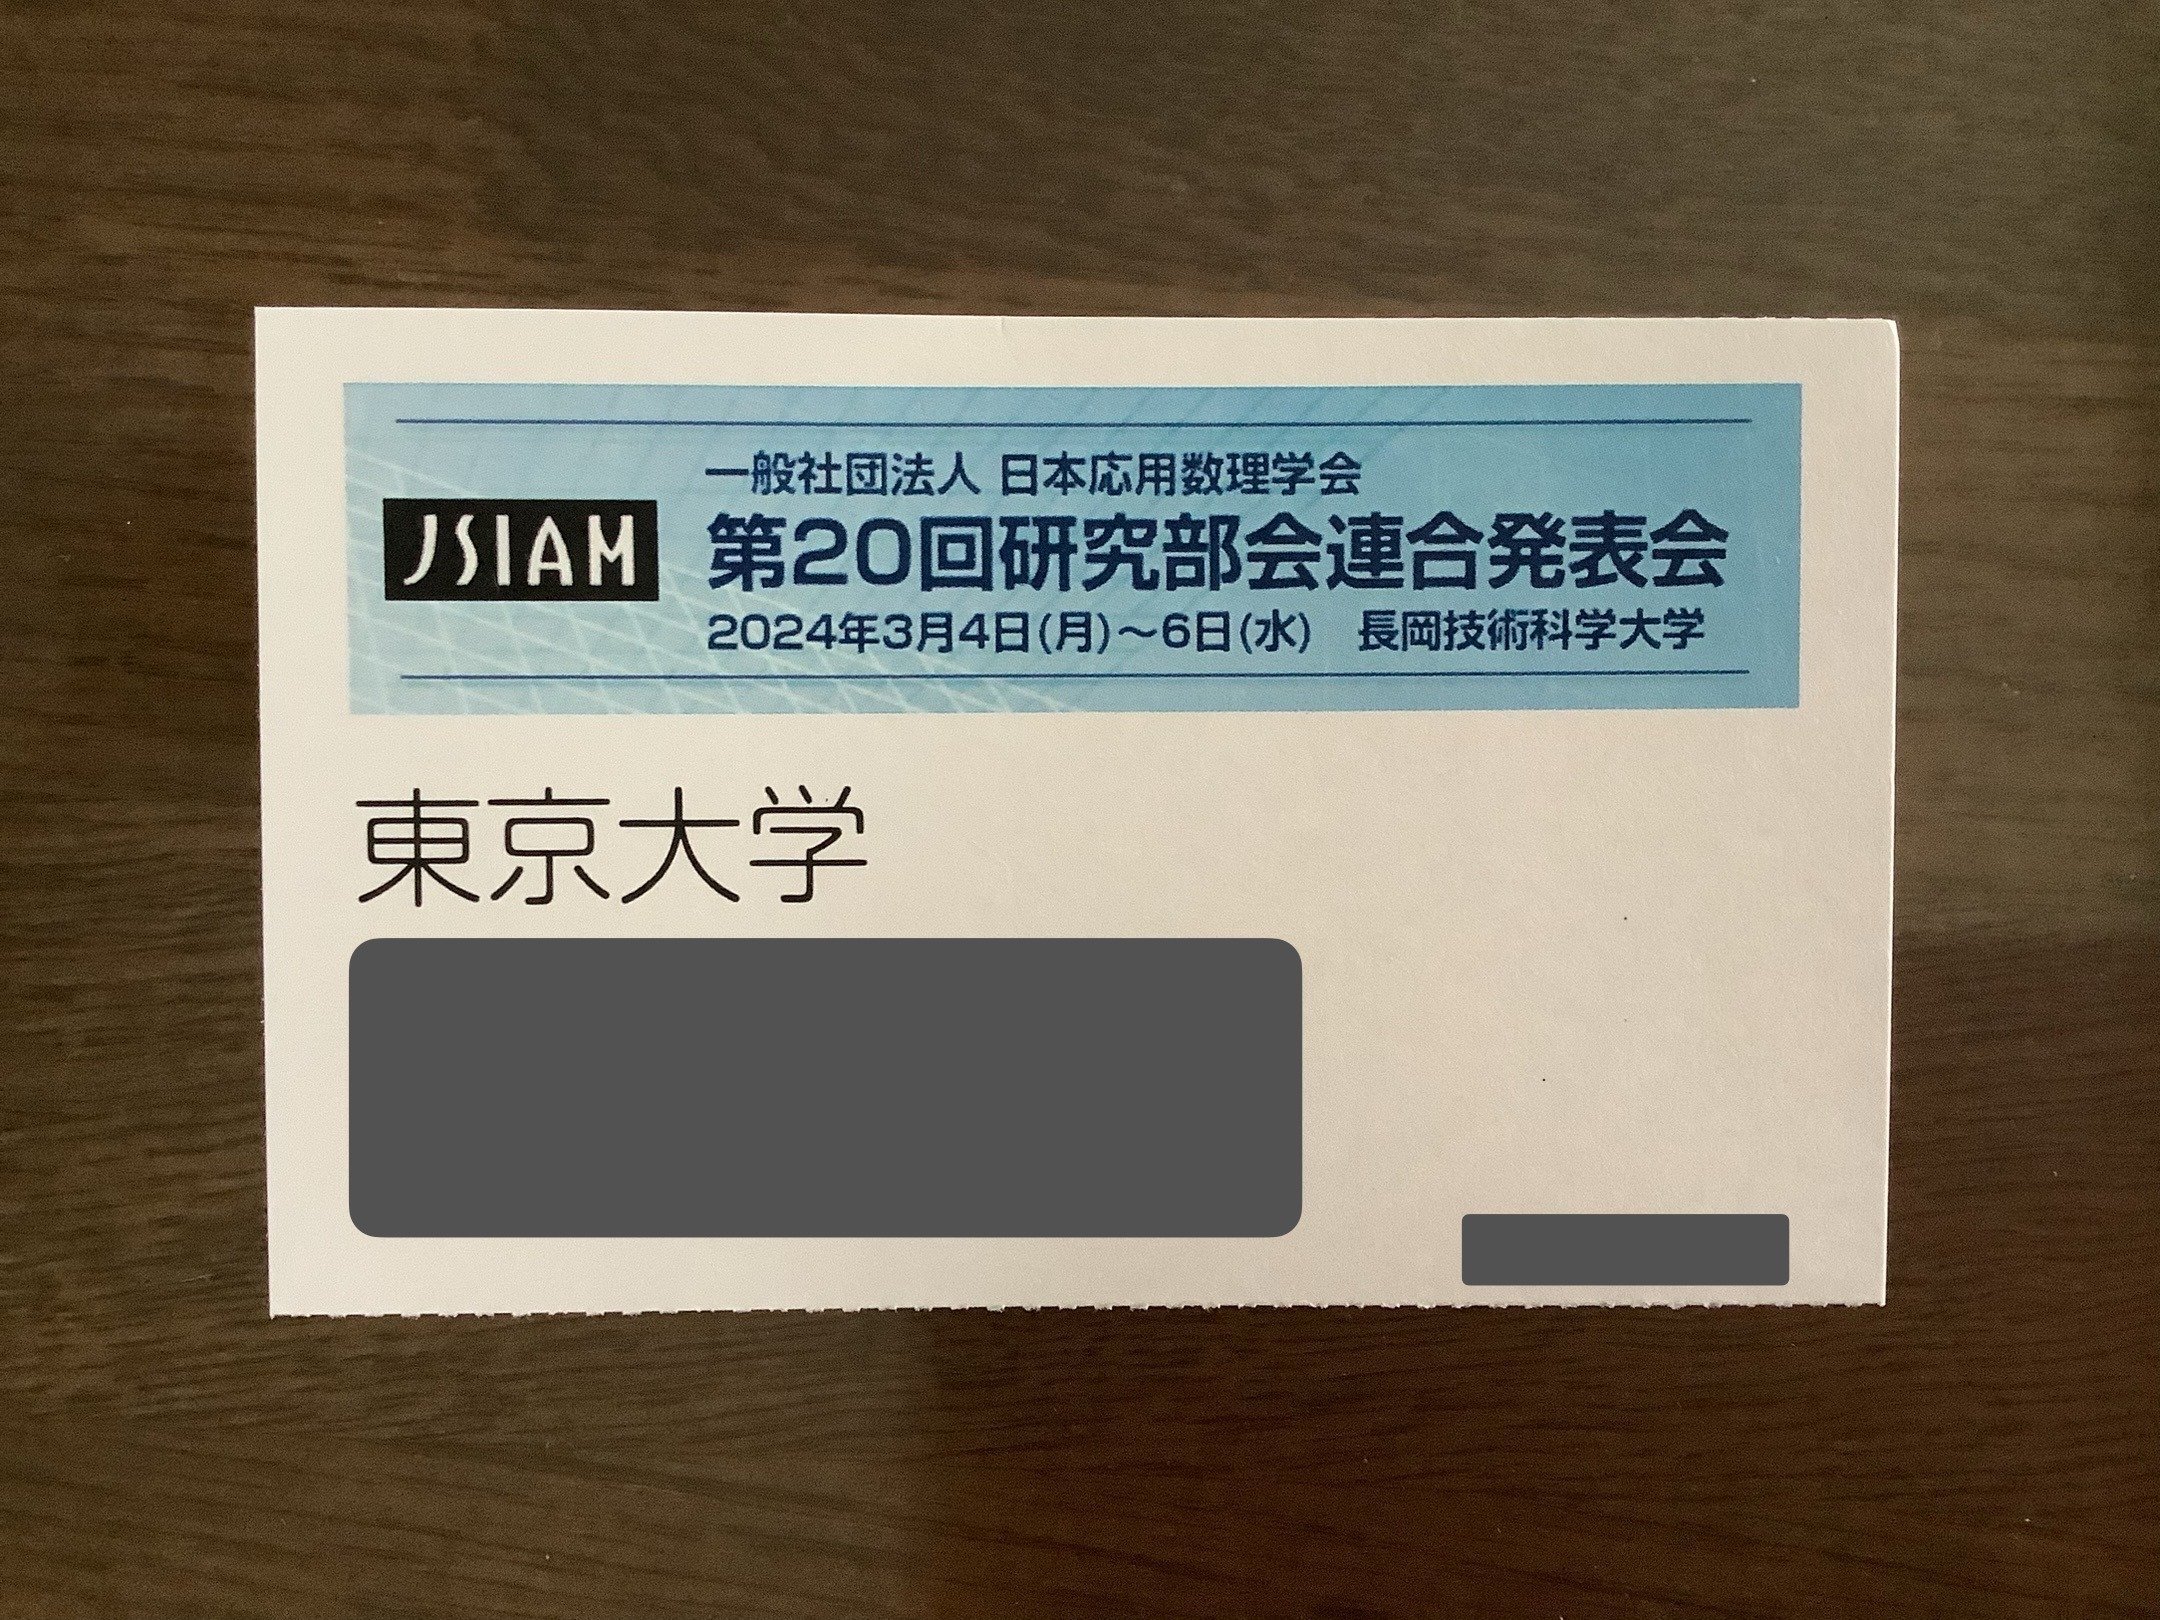 JSIAM
一般社団法人 日本応用数理学会
第20回研究部会連合発表会
2024年3月4日(月)～6日(水) 長岡技術科学大学
東京大学